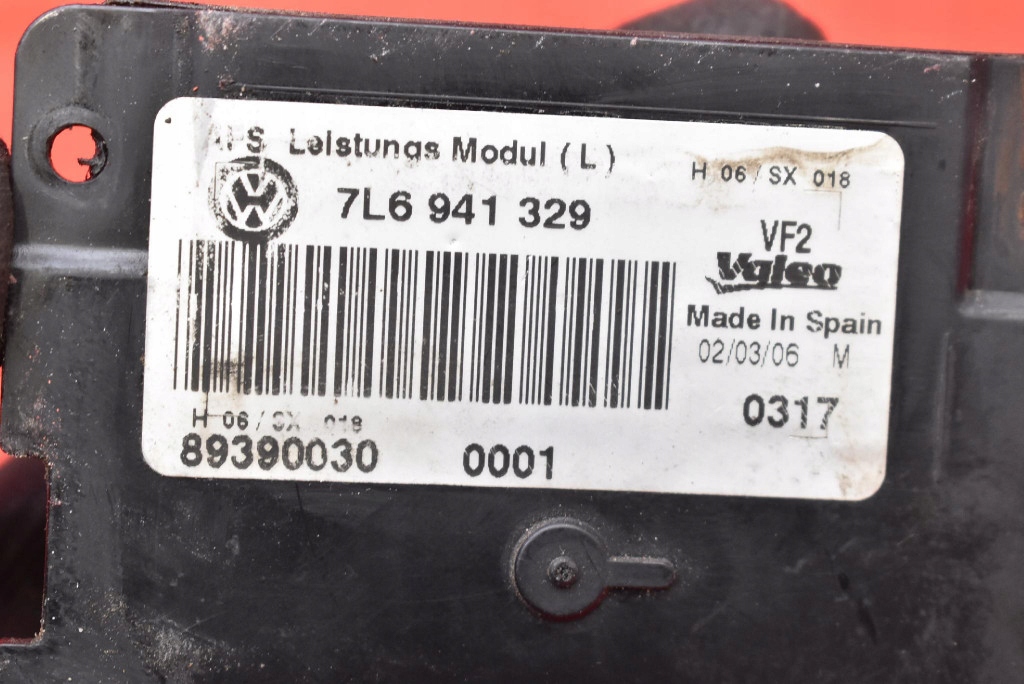 AFS Leistungs Modul ( L )
H 06 / SX 018
7L6 941 329
VF2
Valeo
Made In Spain
02/03/06 M
0317
H 06 / SX 018
89390030 0001